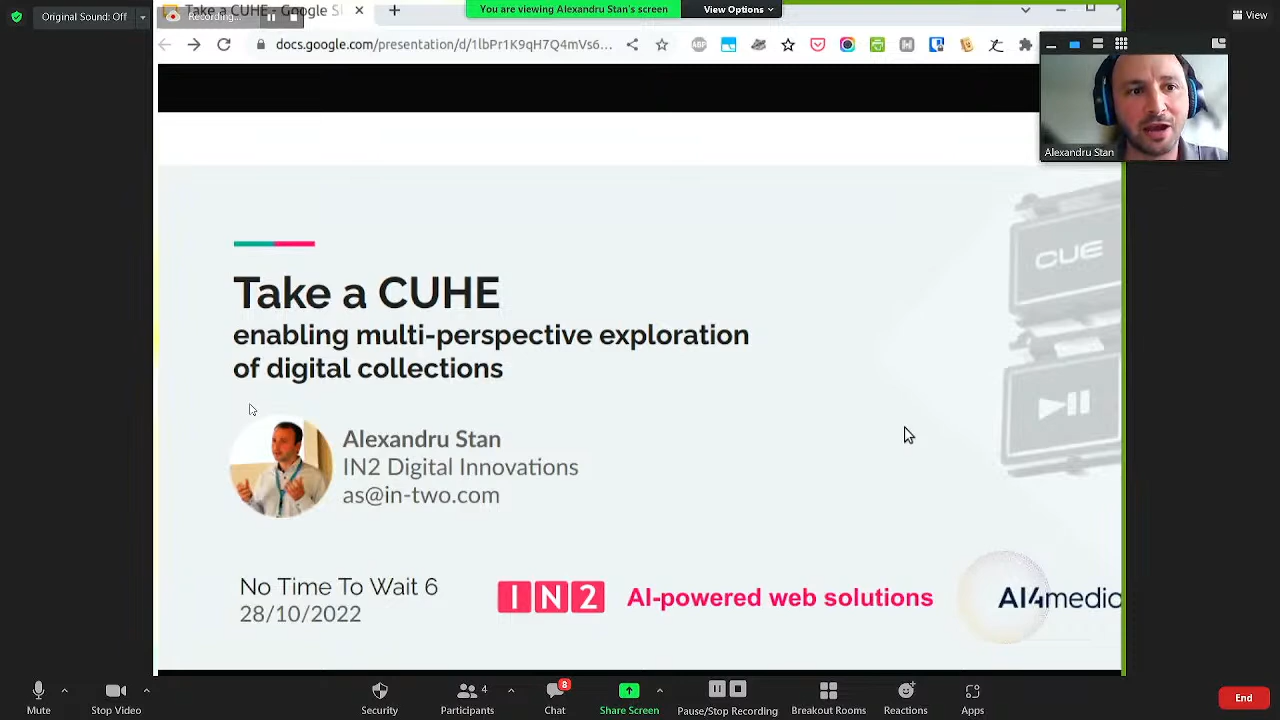 Take a CUHE - Google S
Recording...
You are viewing Alexandru Stan's screen
View Options
View
Original Sound: Off
docs.google.com/presentation/d/1lbPr1K9qH7Q4mVs6...
ABP
Alexandru Stan
CUE
Take a CUHE
enabling multi-perspective exploration
of digital collections
Alexandru Stan
IN2 Digital Innovations
as@in-two.com
No Time To Wait 6
28/10/2022
IN2
AI-powered web solutions
AI4media
8
4
Mute
Stop Video
Security
Participants
Chat
Share Screen
Pause/Stop Recording
Breakout Rooms
Reactions
Apps
End